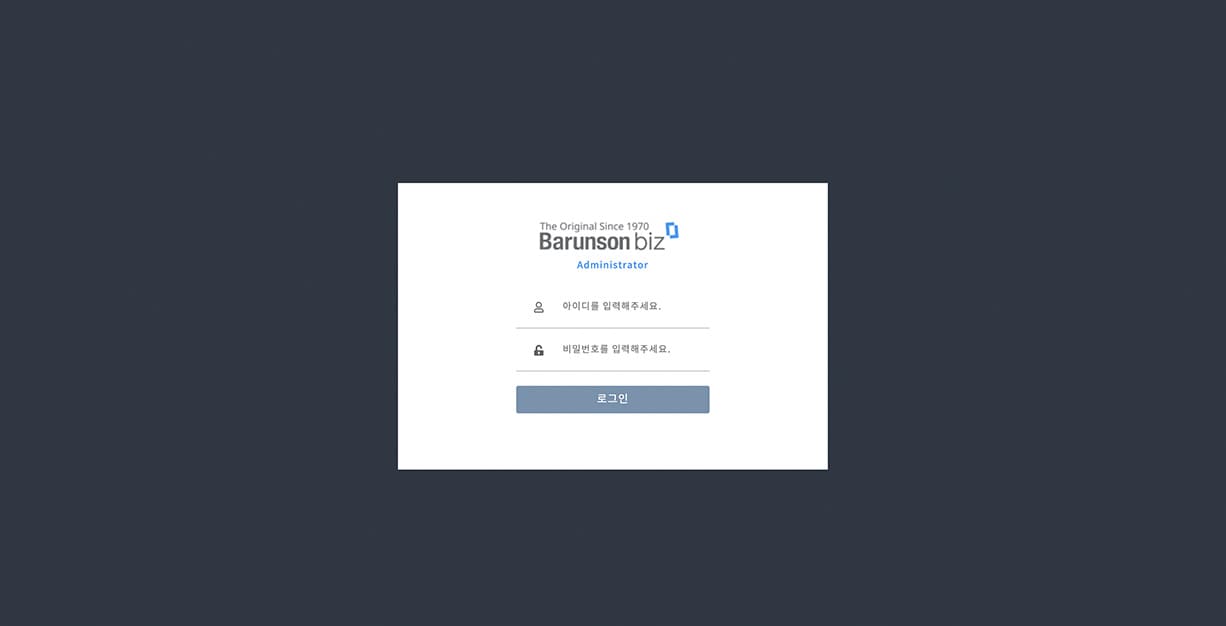 The Original Since 1970
Barunson biz
Administrator
아이디를 입력해주세요.
비밀번호를 입력해주세요.
로그인